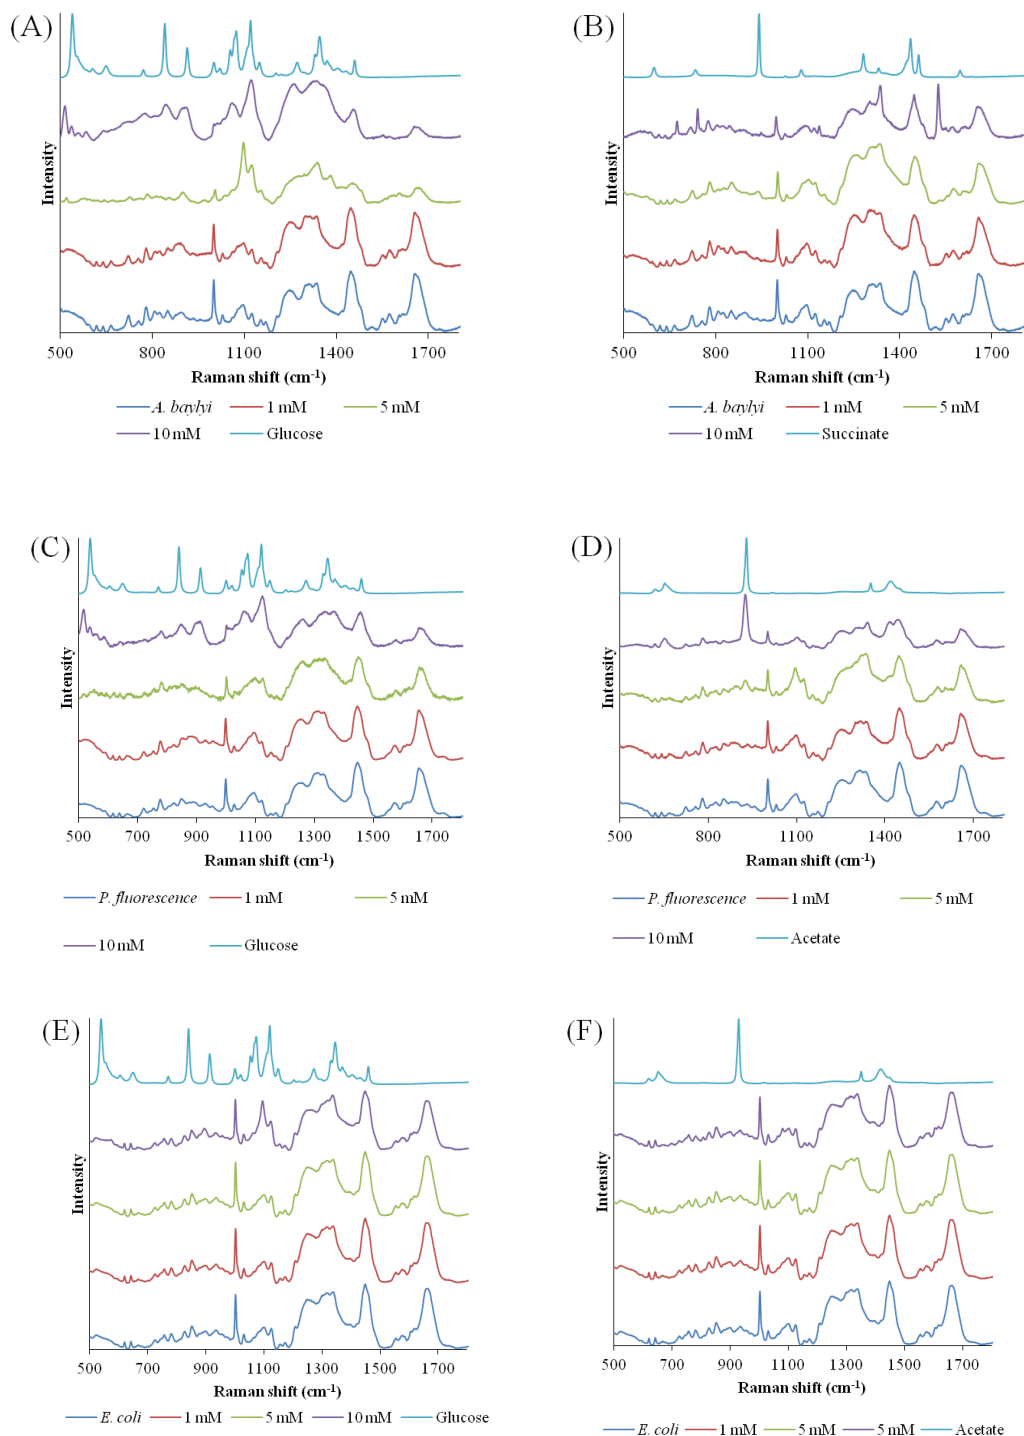 (A)
Intensity
500 800 1100 1400 1700
Raman shift (cm-1)
A. baylyi 1 mM 5 mM
10 mM Glucose
(B)
Intensity
500 800 1100 1400 1700
Raman shift (cm-1)
A. baylyi 1 mM 5 mM
10 mM Succinate
(C)
Intensity
500 700 900 1100 1300 1500 1700
Raman shift (cm-1)
P. fluorescence 1 mM 5 mM
10 mM Glucose
(D)
Intensity
500 800 1100 1400 1700
Raman shift (cm-1)
P. fluorescence 1 mM 5 mM
10 mM Acetate
(E)
Intensity
500 700 900 1100 1300 1500 1700
Raman shift (cm-1)
E. coli 1 mM 5 mM 10 mM Glucose
(F)
Intensity
500 700 900 1100 1300 1500 1700
Raman shift (cm-1)
E. coli 1 mM 5 mM 5 mM Acetate